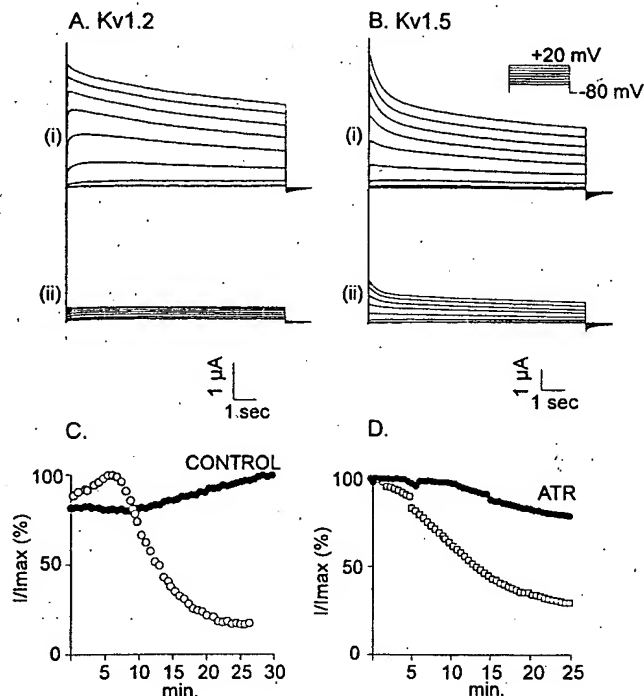 A. Kv1.2
B. Kv1.5
+20 mV
-80 mV
(i)
(i)
(ii)
(ii)
1 µA
1 sec
1 µA
1 sec
C.
CONTROL
I/Imax (%)
100
50
0
5 10 15 20 25 30
min.
D.
ATR
I/Imax (%)
100
50
0
0 5 10 15 20 25
min.